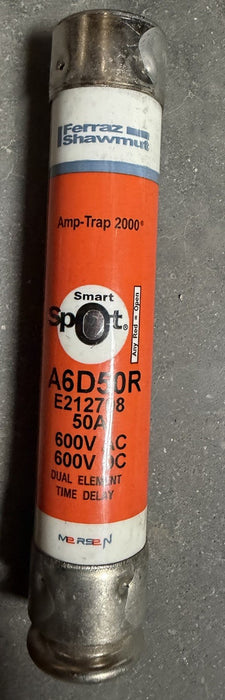 Ferraz
Shawmut
Amp-Trap 2000®
Smart
Spot®
Any Red = Open
A6D50R
E212798
50A
600V AC
600V DC
DUAL ELEMENT
TIME DELAY
MERSEN